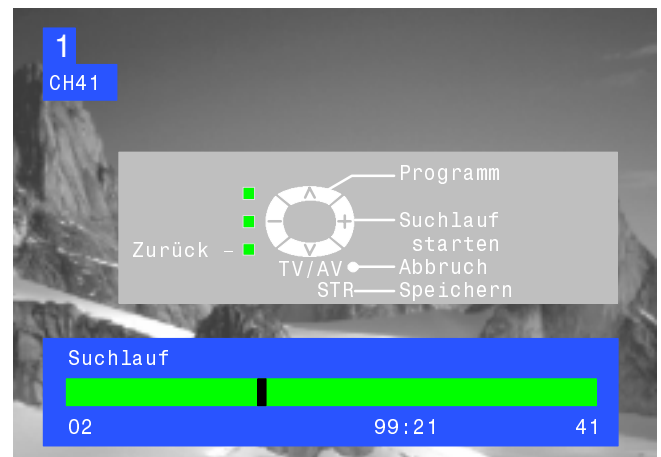 1
CH41
Programm
Suchlauf
starten
Zurück –
TV/AV Abbruch
STR Speichern
Suchlauf
02 99:21 41